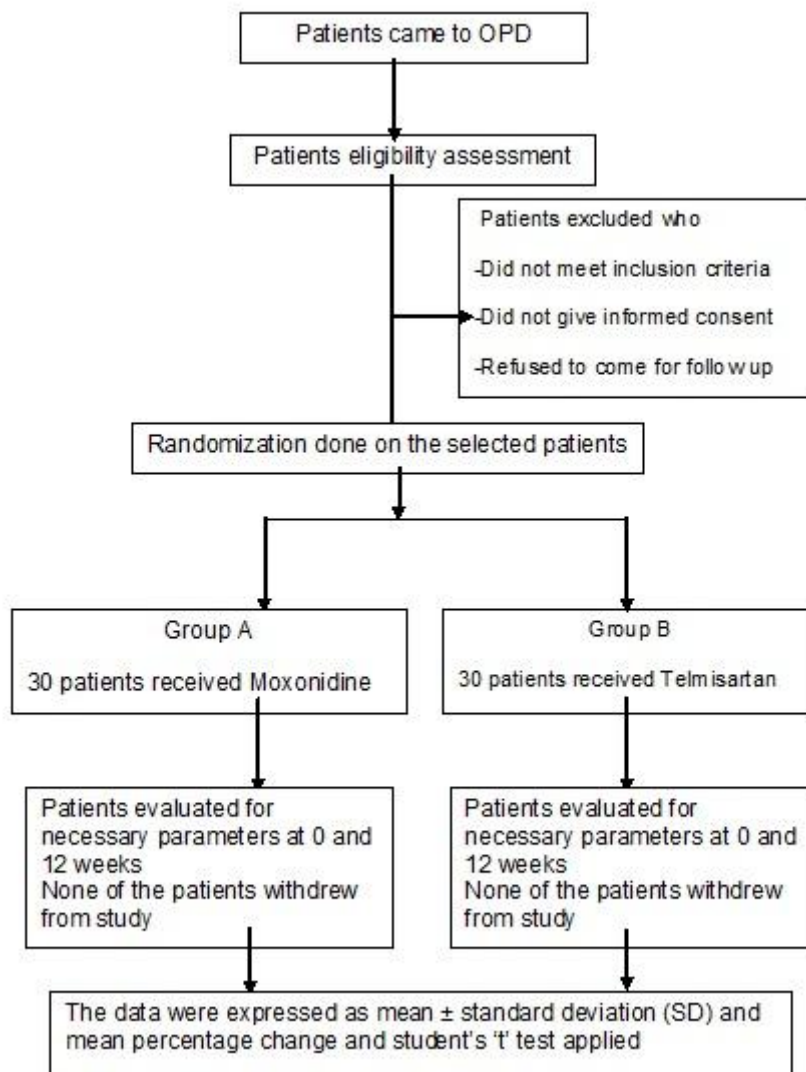 Patients came to OPD
Patients eligibility assessment
Patients excluded who
-Did not meet inclusion criteria
-Did not give informed consent
-Refused to come for follow up
Randomization done on the selected patients
Group A
30 patients received Moxonidine
Group B
30 patients received Telmisartan
Patients evaluated for
necessary parameters at 0 and
12 weeks
None of the patients withdrew
from study
Patients evaluated for
necessary parameters at 0 and
12 weeks
None of the patients withdrew
from study
The data were expressed as mean ± standard deviation (SD) and
mean percentage change and student's ‘t’ test applied